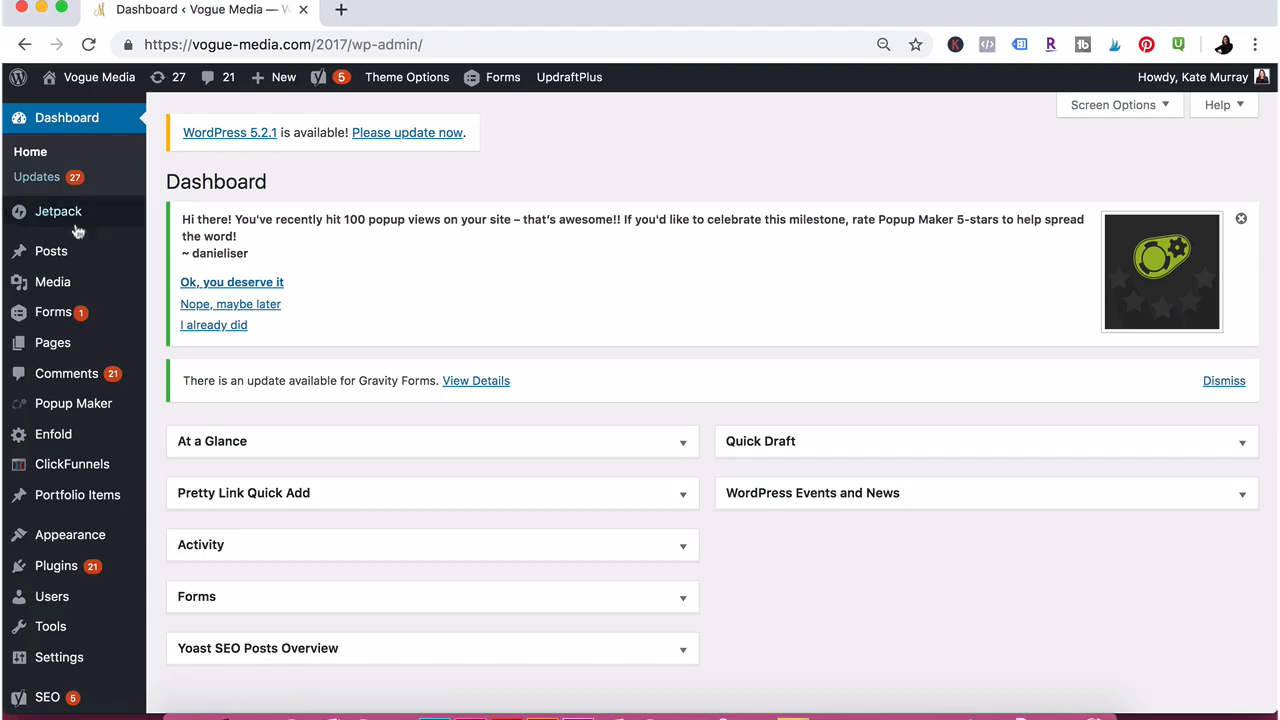 Dashboard ‹ Vogue Media — W
https://vogue-media.com/2017/wp-admin/
Vogue Media 27 21 New 5 Theme Options Forms UpdraftPlus Howdy, Kate Murray
Dashboard
Home
Updates 27
Jetpack
Posts
Media
Forms 1
Pages
Comments 21
Popup Maker
Enfold
ClickFunnels
Portfolio Items
Appearance
Plugins 21
Users
Tools
Settings
SEO 5
Screen Options Help
WordPress 5.2.1 is available! Please update now.
Dashboard
Hi there! You've recently hit 100 popup views on your site – that's awesome!! If you'd like to celebrate this milestone, rate Popup Maker 5-stars to help spread
the word!
~ danieliser
Ok, you deserve it
Nope, maybe later
I already did
There is an update available for Gravity Forms. View Details Dismiss
At a Glance
Quick Draft
Pretty Link Quick Add
WordPress Events and News
Activity
Forms
Yoast SEO Posts Overview